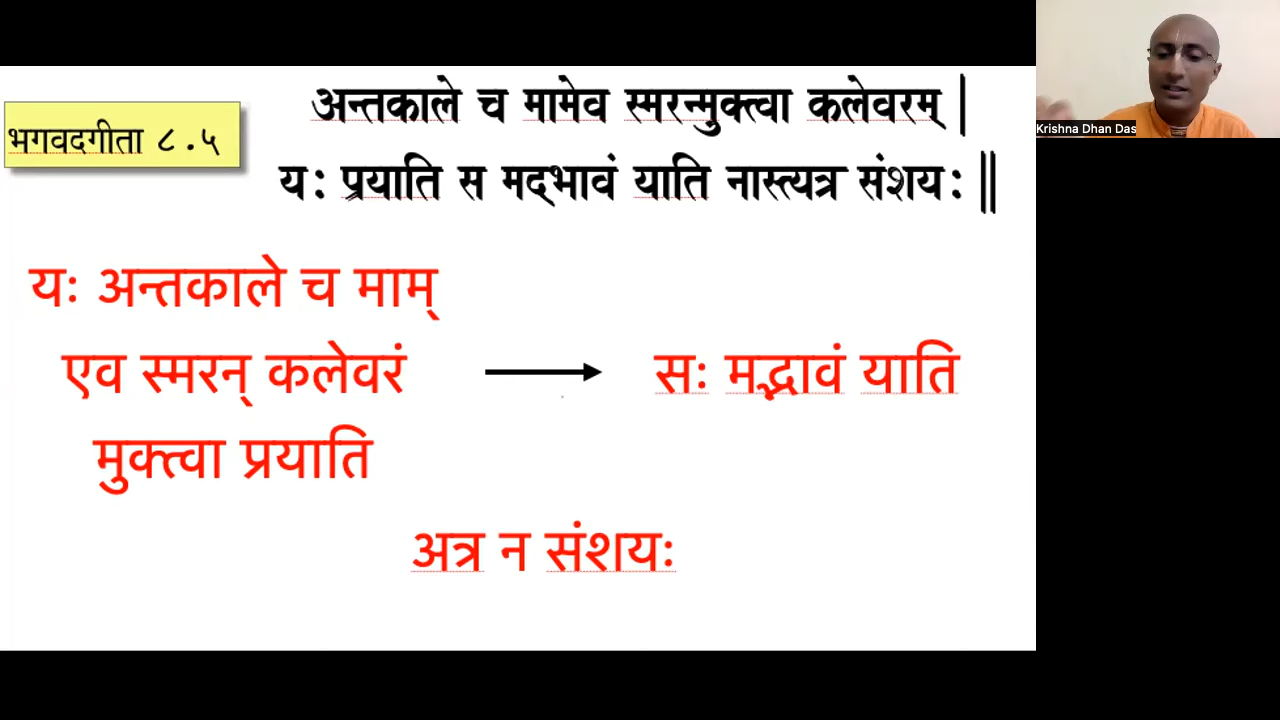 अन्तकाले च मामेव स्मरन्मुक्त्वा कलेवरम् |
भगवदगीता ८.५
यः प्रयाति स मद्भावं याति नास्त्यत्र संशयः ||
यः अन्तकाले च माम्
एव स्मरन् कलेवरं
मुक्त्वा प्रयाति
सः मद्भावं याति
अत्र न संशयः
Krishna Dhan Das